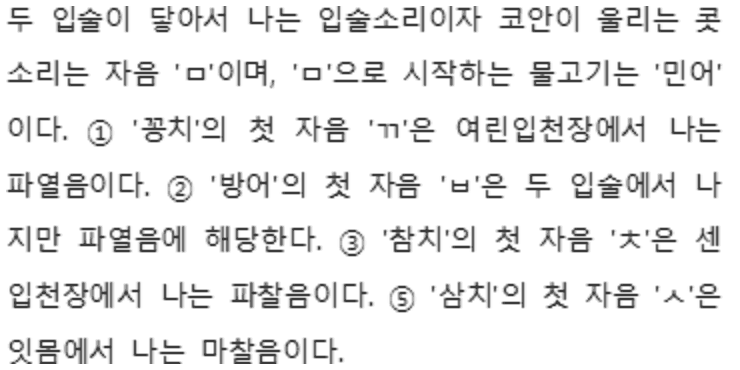 두 입술이 닿아서 나는 입술소리이자 코안이 울리는 콧
소리는 자음 'ㅁ'이며, 'ㅁ'으로 시작하는 물고기는 '민어'
이다. ① '꽁치'의 첫 자음 'ㄲ'은 여린입천장에서 나는
파열음이다. ② '방어'의 첫 자음 'ㅂ'은 두 입술에서 나
지만 파열음에 해당한다. ③ '참치'의 첫 자음 'ㅊ'은 센
입천장에서 나는 파찰음이다. ⑤ '삼치'의 첫 자음 'ㅅ'은
잇몸에서 나는 마찰음이다.